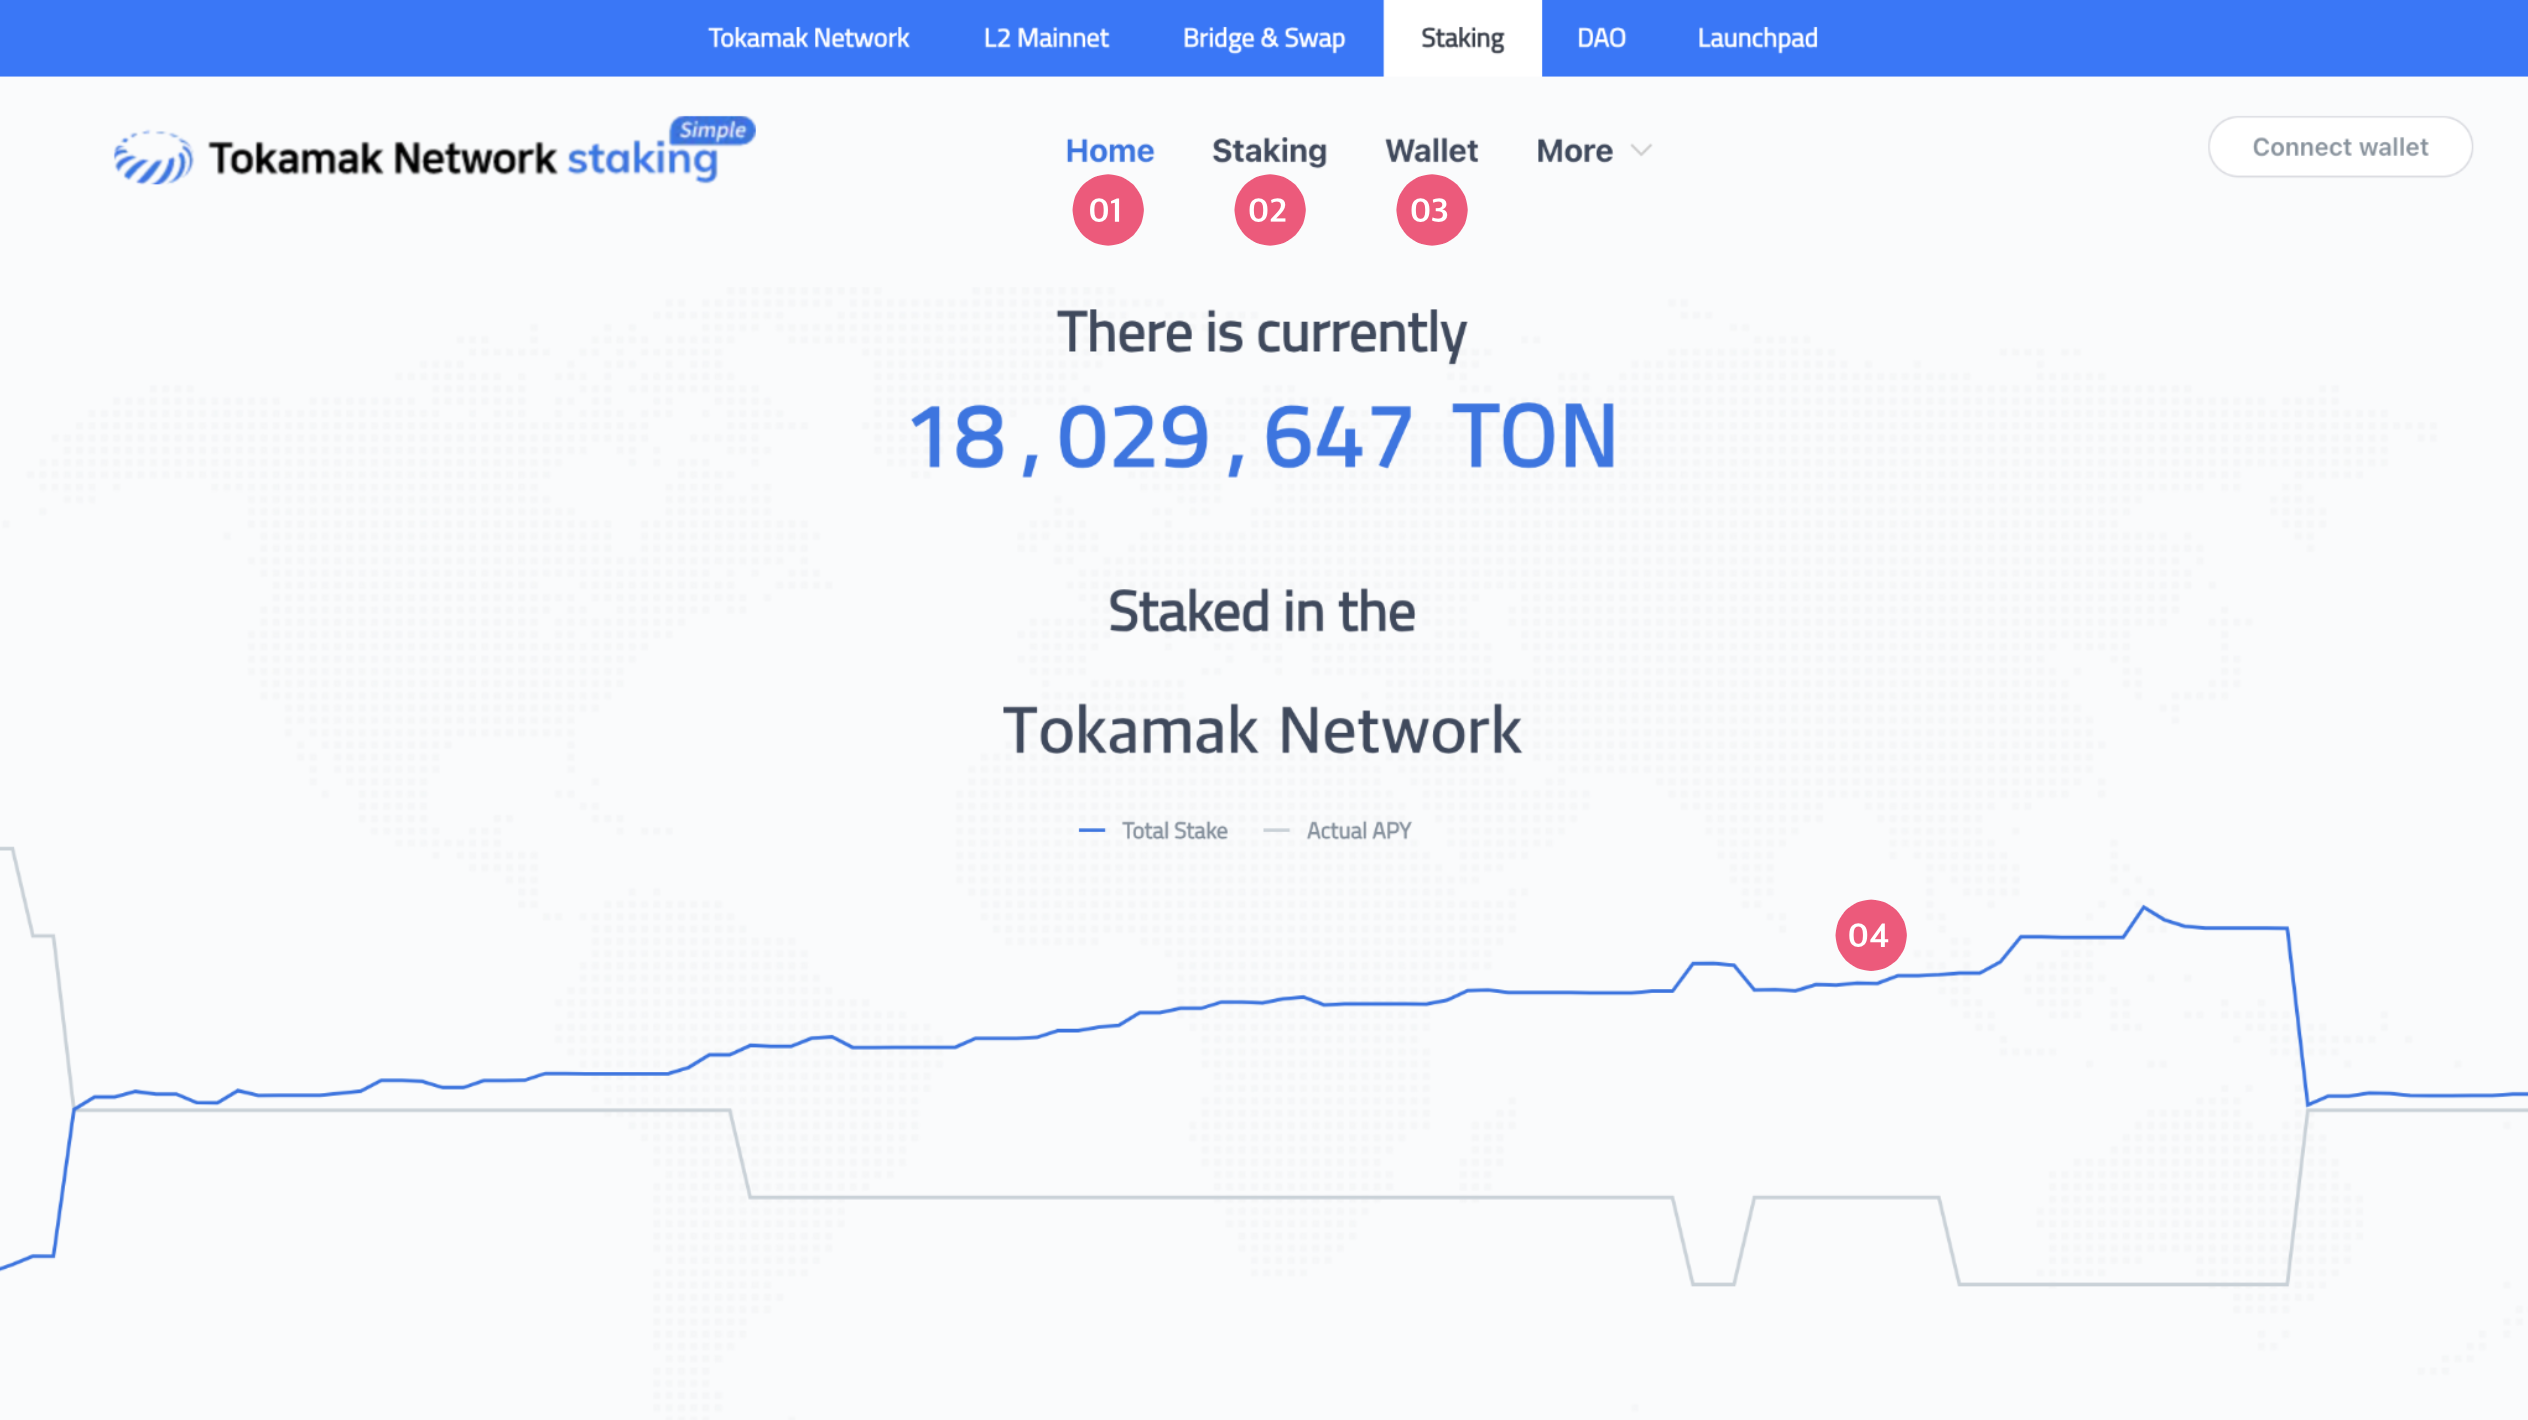 Tokamak Network L2 Mainnet Bridge & Swap Staking DAO Launchpad
Tokamak Network staking Simple
Home Staking Wallet More
Connect wallet
01 02 03
There is currently
18,029,647 TON
Staked in the
Tokamak Network
Total Stake Actual APY
04